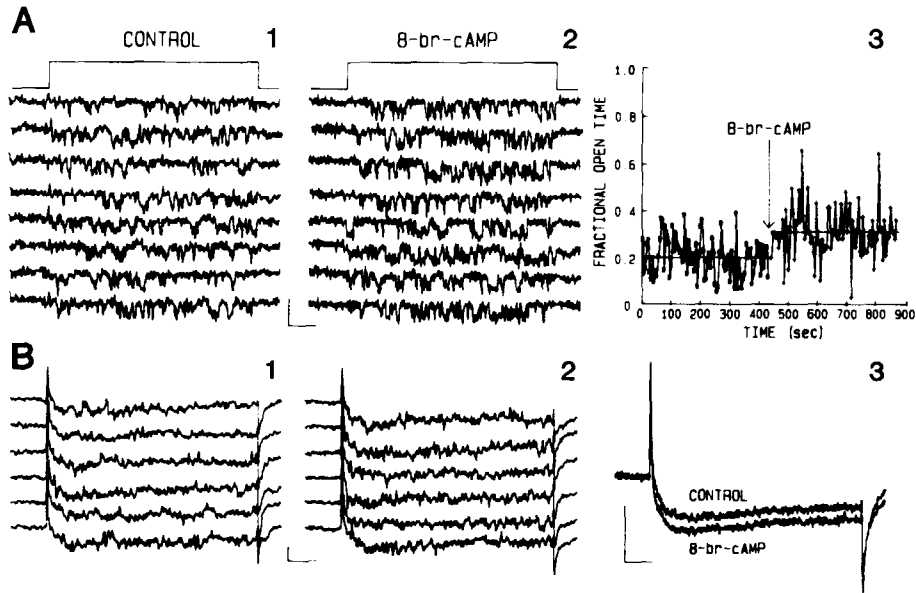 A
CONTROL 1
8-br-cAMP 2
3
FRACTIONAL OPEN TIME
1.0
0.8
0.6
0.4
0.2
0
8-br-cAMP
0 100 200 300 400 500 600 700 800 900
TIME (sec)
B
1
2
3
CONTROL
8-br-cAMP